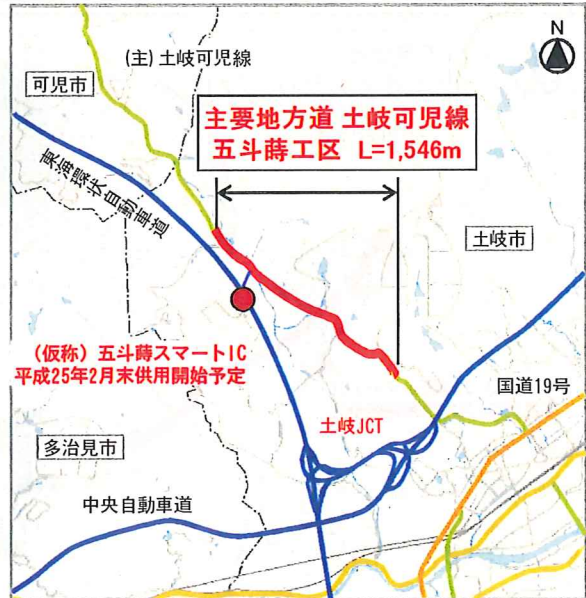 (主)土岐可児線
N
可児市
主要地方道 土岐可児線
五斗蒔工区 L=1,546m
東海環状自動車道
土岐市
(仮称) 五斗蒔スマートIC
平成25年2月末供用開始予定
国道19号
土岐JCT
多治見市
中央自動車道